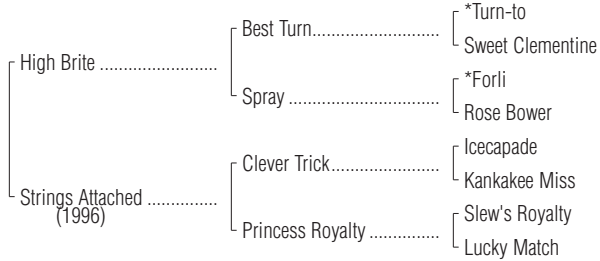 *Turn-to
Best Turn.............................
Sweet Clementine
High Brite ...........................
*Forli
Spray ...................................
Rose Bower
Icecapade
Clever Trick.........................
Kankakee Miss
Strings Attached ................
(1996)
Slew's Royalty
Princess Royalty ................
Lucky Match